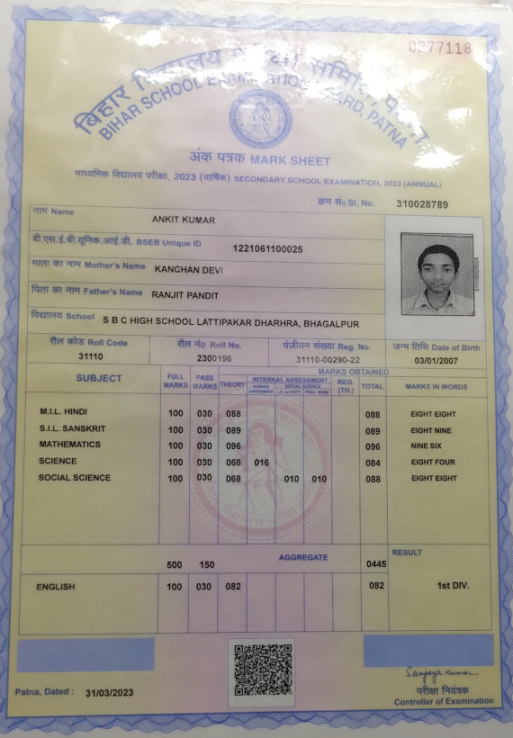 0277118
बिहार विद्यालय परीक्षा समिति, पटना
BIHAR SCHOOL EXAMINATION BOARD, PATNA
अंक पत्रक MARK SHEET
माध्यमिक विद्यालय परीक्षा, 2023 (वार्षिक) SECONDARY SCHOOL EXAMINATION, 2023 (ANNUAL)
क्रम सं० Sl. No. 310028789
नाम Name ANKIT KUMAR
बी.एस.ई.बी.यूनिक.आई.डी. BSEB Unique ID 1221061100025
माता का नाम Mother's Name KANCHAN DEVI
पिता का नाम Father's Name RANJIT PANDIT
विद्यालय School S B C HIGH SCHOOL LATTIPAKAR DHARHRA, BHAGALPUR
रौल कोड Roll Code रौल नं० Roll No. पंजीयन संख्या Reg. No. जन्म तिथि Date of Birth
31110 2300196 31110-00290-22 03/01/2007
SUBJECT FULL MARKS PASS MARKS MARKS OBTAINED
THEORY INTERNAL ASSESSMENT REG. (TH.) TOTAL MARKS IN WORDS
SCIENCE SOCIAL SCIENCE
M.I.L. HINDI 100 030 088 088 EIGHT EIGHT
S.I.L. SANSKRIT 100 030 089 089 EIGHT NINE
MATHEMATICS 100 030 096 096 NINE SIX
SCIENCE 100 030 068 016 084 EIGHT FOUR
SOCIAL SCIENCE 100 030 068 010 010 088 EIGHT EIGHT
500 150 AGGREGATE 0445 RESULT
ENGLISH 100 030 082 082 1st DIV.
Sanjaya Kumar
Patna, Dated : 31/03/2023
परीक्षा नियंत्रक
Controller of Examination